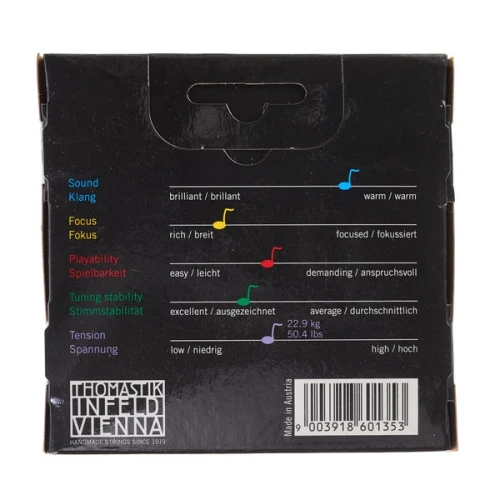 Sound
Klang
brilliant / brillant
warm / warm
Focus
Fokus
rich / breit
focused / fokussiert
Playability
Spielbarkeit
easy / leicht
demanding / anspruchsvoll
Tuning stability
Stimmstabilität
excellent / ausgezeichnet
average / durchschnittlich
Tension
Spannung
22.9 kg
50.4 lbs
low / niedrig
high / hoch
THOMASTIK
INFELD
VIENNA
HANDMADE STRINGS SINCE 1919
Made in Austria
9 003918 601353